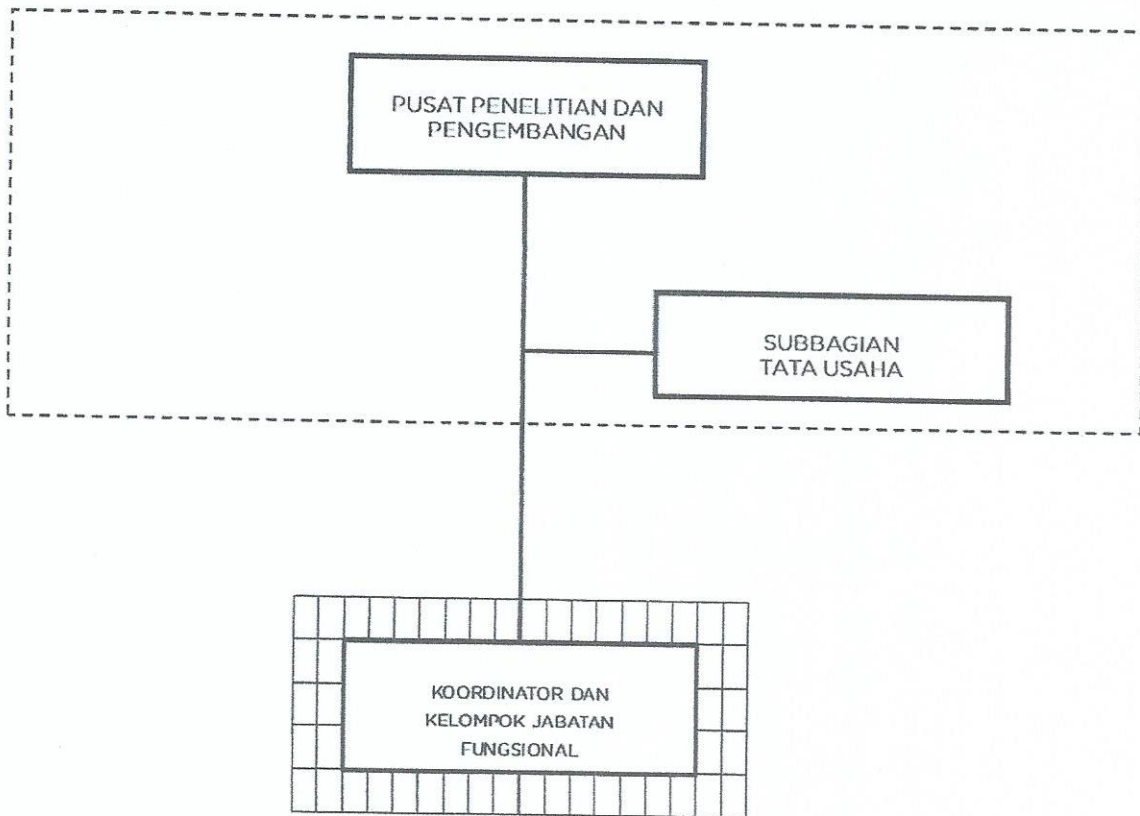 PUSAT PENELITIAN DAN
PENGEMBANGAN
SUBBAGIAN
TATA USAHA
KOORDINATOR DAN
KELOMPOK JABATAN
FUNGSIONAL